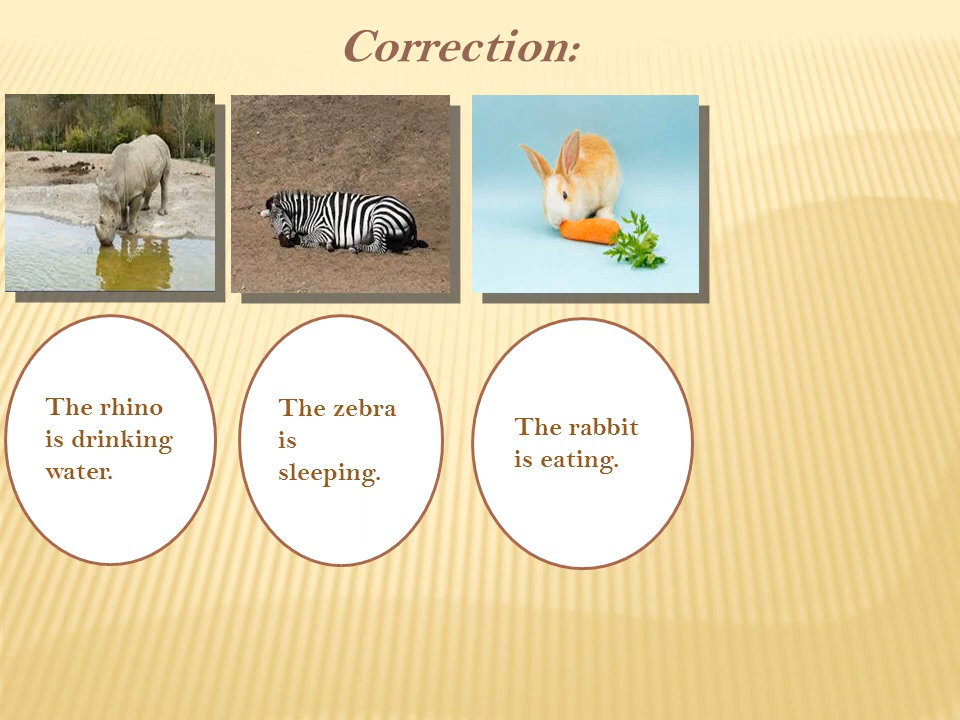 Correction:
The rhino
is drinking
water.
The zebra
is
sleeping.
The rabbit
is eating.